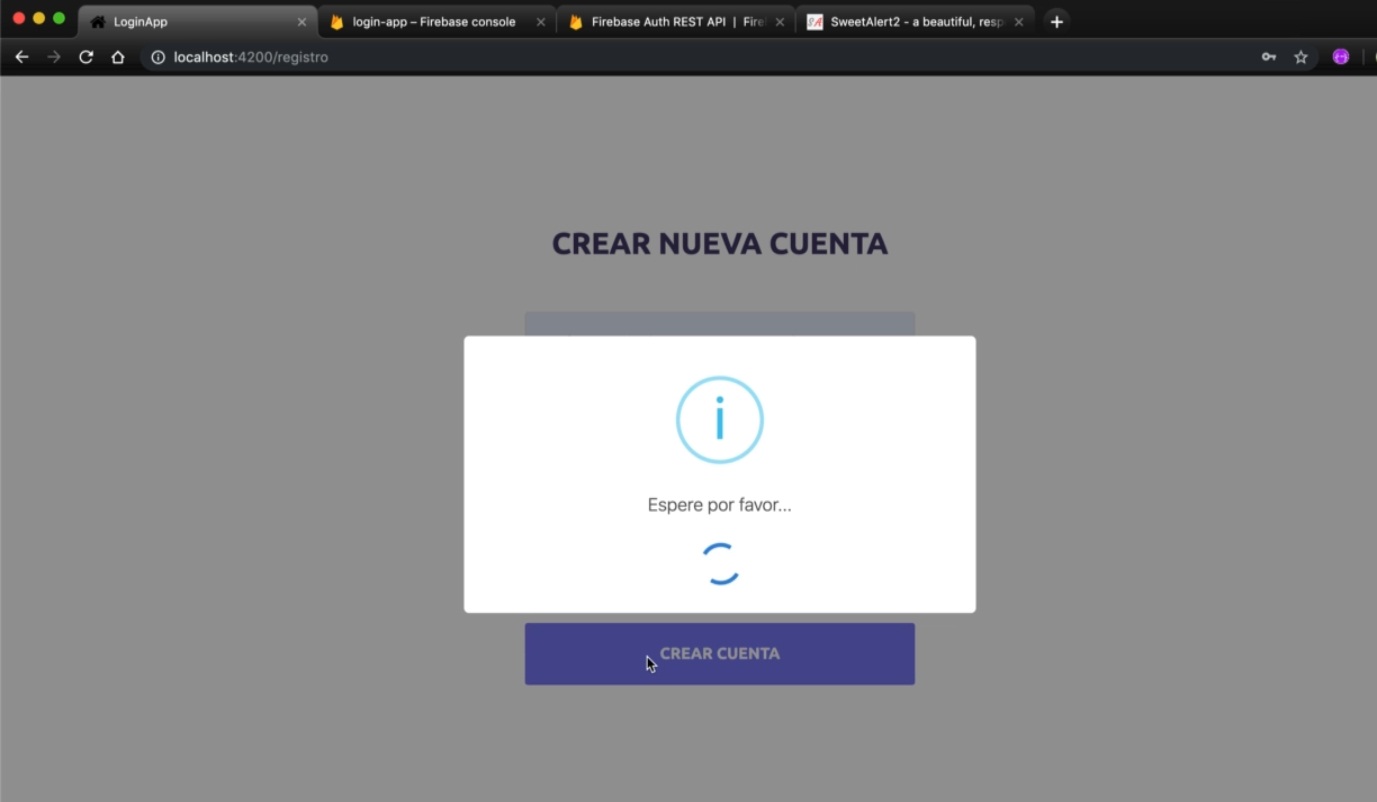 LoginApp
login-app – Firebase console
Firebase Auth REST API | Fire
SweetAlert2 - a beautiful, resp
localhost:4200/registro
CREAR NUEVA CUENTA
i
Espere por favor...
CREAR CUENTA